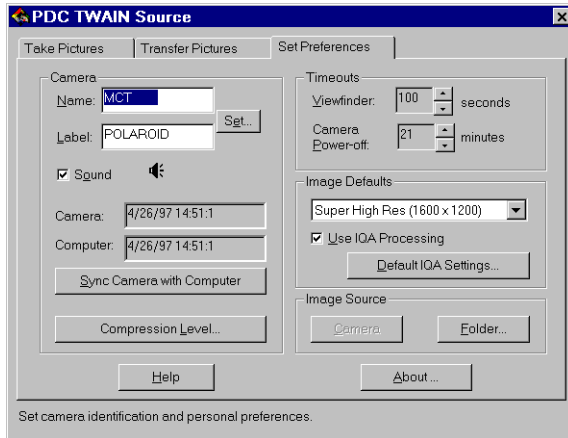 PDC TWAIN Source
Take Pictures
Transfer Pictures
Set Preferences
Camera
Name: MCT
Set...
Label: POLAROID
Sound
Camera: 4/26/97 14:51:1
Computer: 4/26/97 14:51:1
Sync Camera with Computer
Compression Level...
Timeouts
Viewfinder: 100 seconds
Camera
Power-off: 21 minutes
Image Defaults
Super High Res (1600 x 1200)
Use IQA Processing
Default IQA Settings...
Image Source
Camera
Folder...
Help
About ...
Set camera identification and personal preferences.